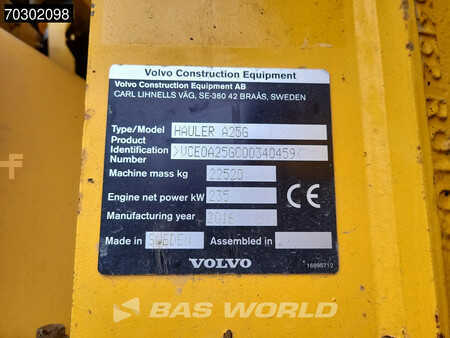 70302098
Volvo Construction Equipment
Volvo Construction Equipment AB
CARL LIHNELLS VÄG, SE-360 42 BRAÅS, SWEDEN
Type/Model HAULER A25G
Product
Identification >VCE0A25GC00340459<
Number
Machine mass kg 22520
Engine net power kW 235
Manufacturing year 2016
Made in SWEDEN Assembled in
CE
VOLVO
BAS WORLD